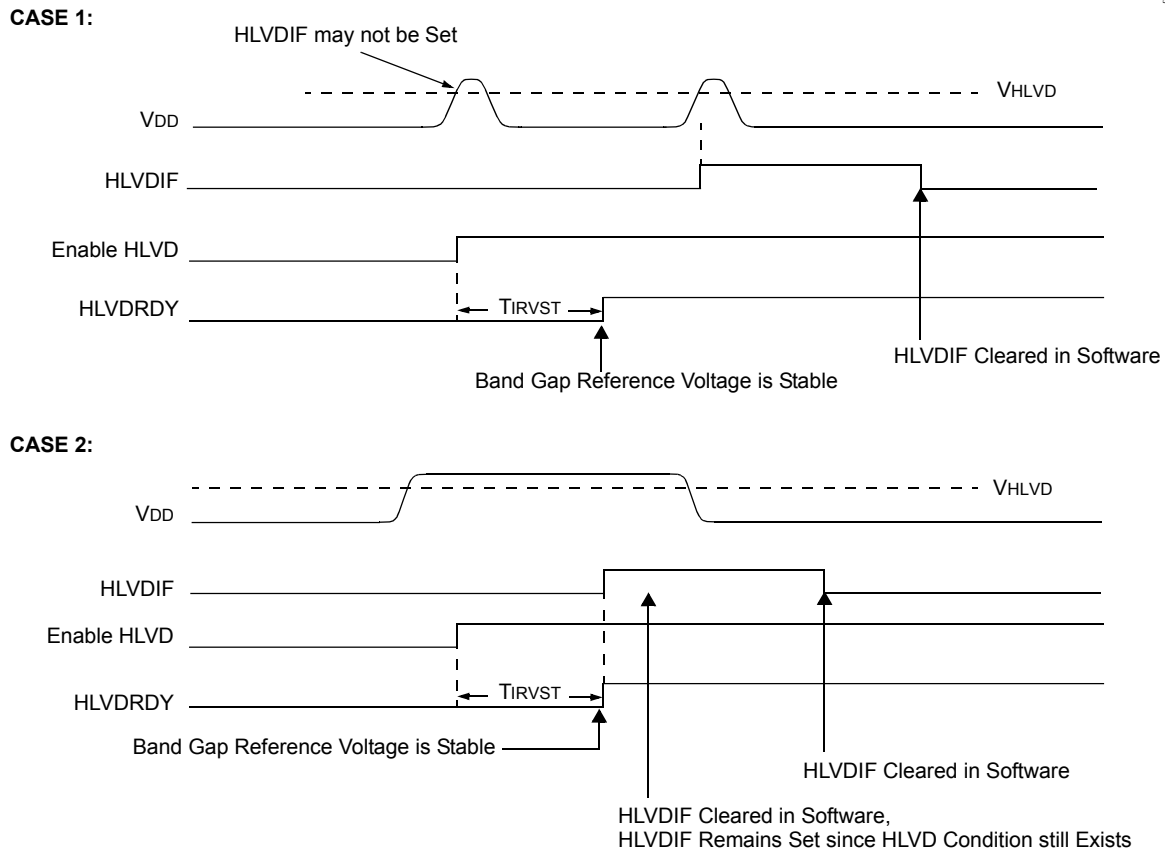 CASE 1:
HLVDIF may not be Set
VHLVD
VDD
HLVDIF
Enable HLVD
HLVDRDY
TIRVST
HLVDIF Cleared in Software
Band Gap Reference Voltage is Stable
CASE 2:
VHLVD
VDD
HLVDIF
Enable HLVD
HLVDRDY
TIRVST
Band Gap Reference Voltage is Stable
HLVDIF Cleared in Software
HLVDIF Cleared in Software,
HLVDIF Remains Set since HLVD Condition still Exists